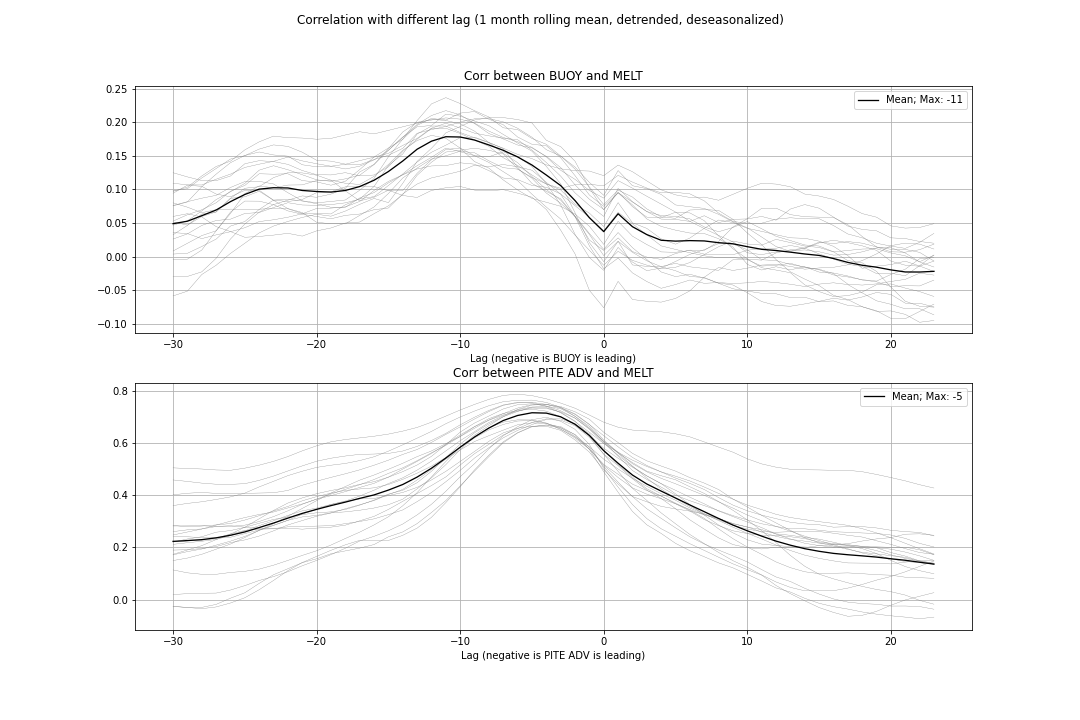 Correlation with different lag (1 month rolling mean, detrended, deseasonalized)
Corr between BUOY and MELT
Mean; Max: -11
0.25
0.20
0.15
0.10
0.05
0.00
−0.05
−0.10
−30 −20 −10 0 10 20
Lag (negative is BUOY is leading)
Corr between PITE ADV and MELT
Mean; Max: -5
0.8
0.6
0.4
0.2
0.0
−30 −20 −10 0 10 20
Lag (negative is PITE ADV is leading)